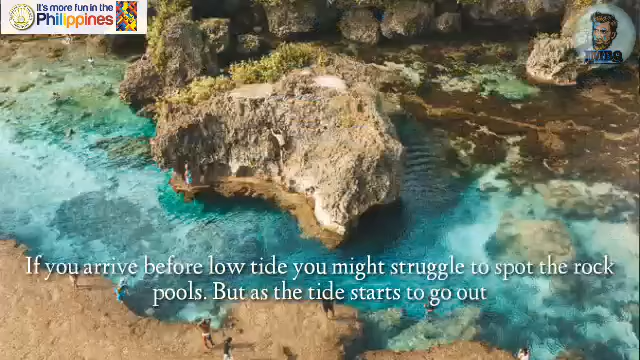 It's more fun in the
Philippines
If you arrive before low tide you might struggle to spot the rock
pools. But as the tide starts to go out